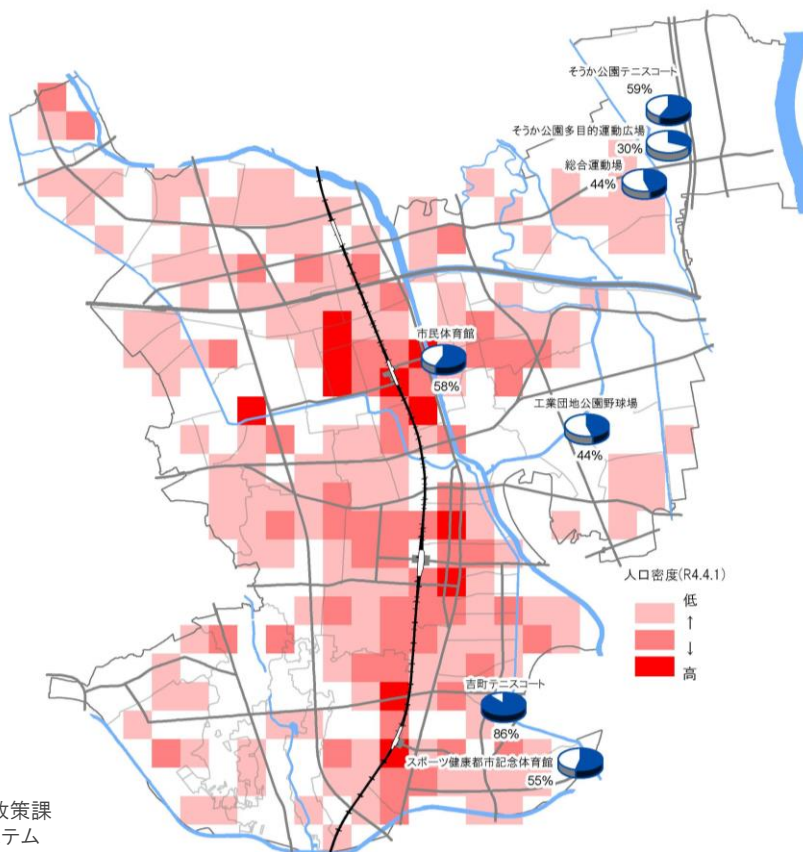 そうか公園テニスコート
59%
そうか公園多目的運動広場
30%
総合運動場
44%
市民体育館
58%
工業団地公園野球場
44%
人口密度(R4.4.1)
低
↑
↓
高
吉町テニスコート
86%
スポーツ健康都市記念体育館
55%
政策課
テム